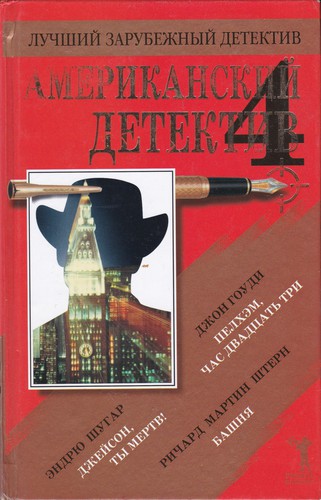 ЛУЧШИЙ ЗАРУБЕЖНЫЙ ДЕТЕКТИВ
АМЕРИКАНСКИЙ
ДЕТЕКТИВ
4
ДЖОН ГОУДИ
ПЕЛХЭМ,
ЧАС ДВАДЦАТЬ ТРИ
РИЧАРД МАРТИН ШТЕРН
БАШНЯ
ЭНДРЮ ШУГАР
ДЖЕЙСОН,
ТЫ МЕРТВ!